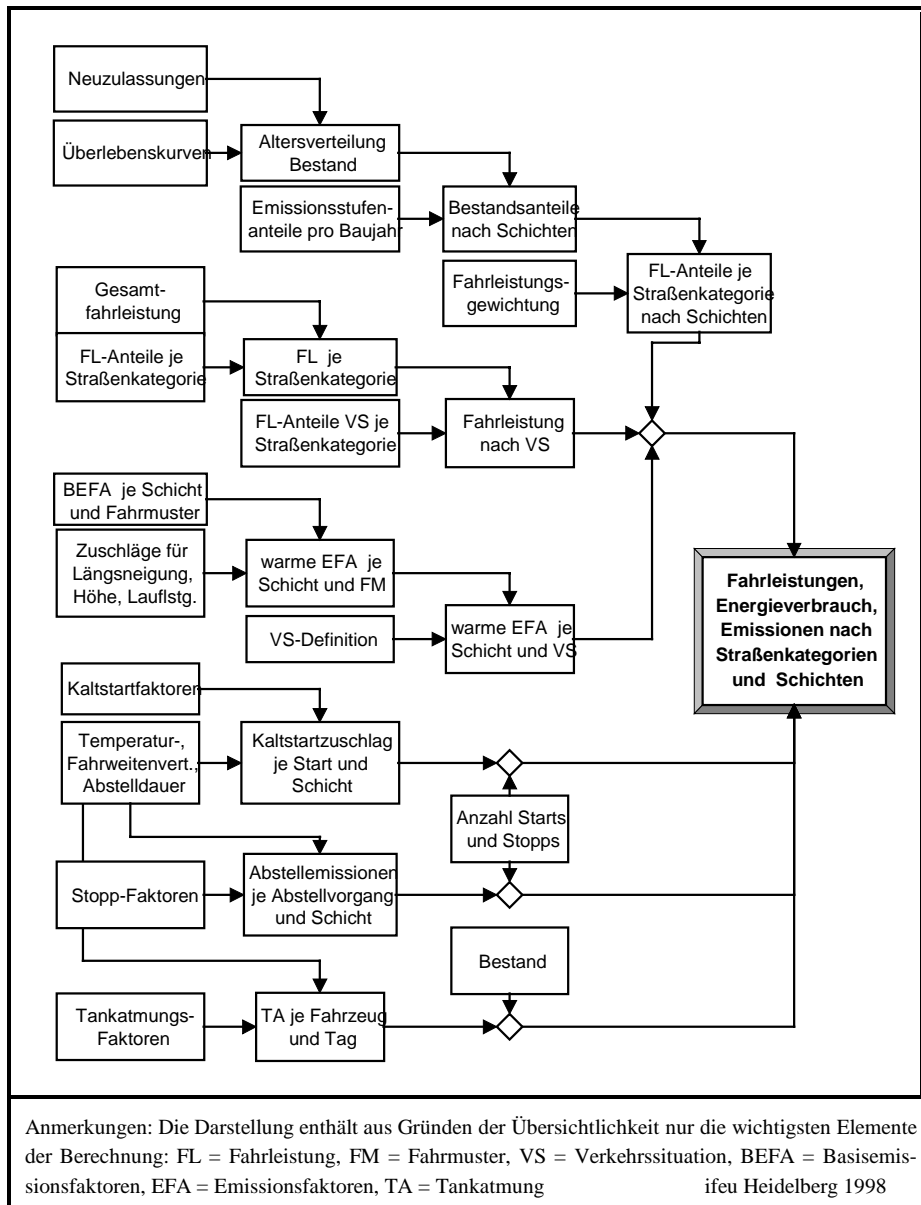 Neuzulassungen
Überlebenskurven
Altersverteilung
Bestand
Emissionsstufen-
anteile pro Baujahr
Bestandsanteile
nach Schichten
Fahrleistungs-
gewichtung
FL-Anteile je
Straßenkategorie
nach Schichten
Gesamt-
fahrleistung
FL-Anteile je
Straßenkategorie
FL je
Straßenkategorie
FL-Anteile VS je
Straßenkategorie
Fahrleistung
nach VS
BEFA je Schicht
und Fahrmuster
Zuschläge für
Längsneigung,
Höhe, Lauflstg.
warme EFA je
Schicht und FM
VS-Definition
warme EFA je
Schicht und VS
Fahrleistungen,
Energieverbrauch,
Emissionen nach
Straßenkategorien
und Schichten
Kaltstartfaktoren
Temperatur-,
Fahrweitenvert.,
Abstelldauer
Kaltstartzuschlag
je Start und
Schicht
Anzahl Starts
und Stopps
Stopp-Faktoren
Abstellemissionen
je Abstellvorgang
und Schicht
Bestand
Tankatmungs-
Faktoren
TA je Fahrzeug
und Tag
Anmerkungen: Die Darstellung enthält aus Gründen der Übersichtlichkeit nur die wichtigsten Elemente
der Berechnung: FL = Fahrleistung, FM = Fahrmuster, VS = Verkehrssituation, BEFA = Basisemis-
sionsfaktoren, EFA = Emissionsfaktoren, TA = Tankatmung ifeu Heidelberg 1998